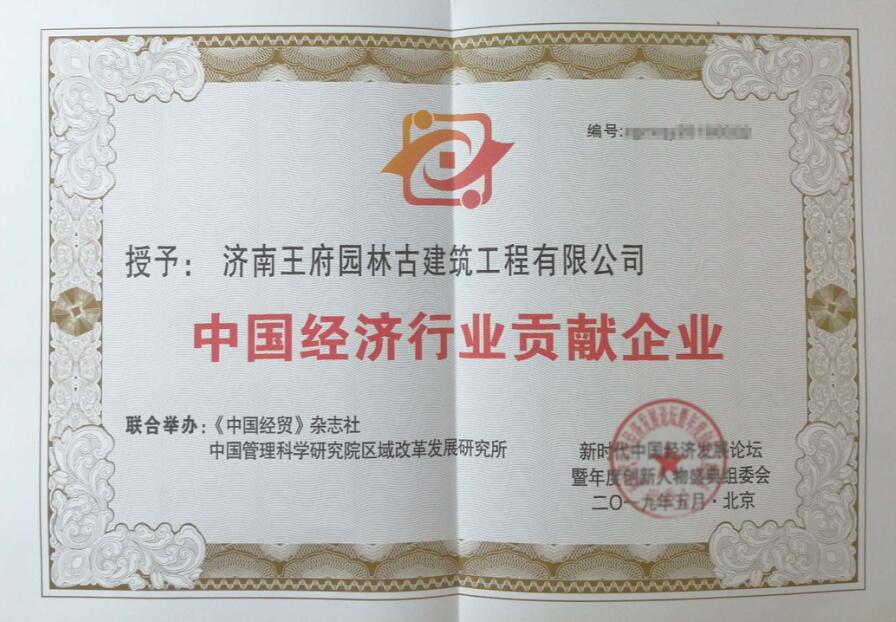 编号:
授予： 济南王府园林古建筑工程有限公司
中国经济行业贡献企业
联合举办:《中国经贸》杂志社
中国管理科学研究院区域改革发展研究所
新时代中国经济发展论坛
暨年度创新人物盛典组委会
二〇一九年五月·北京